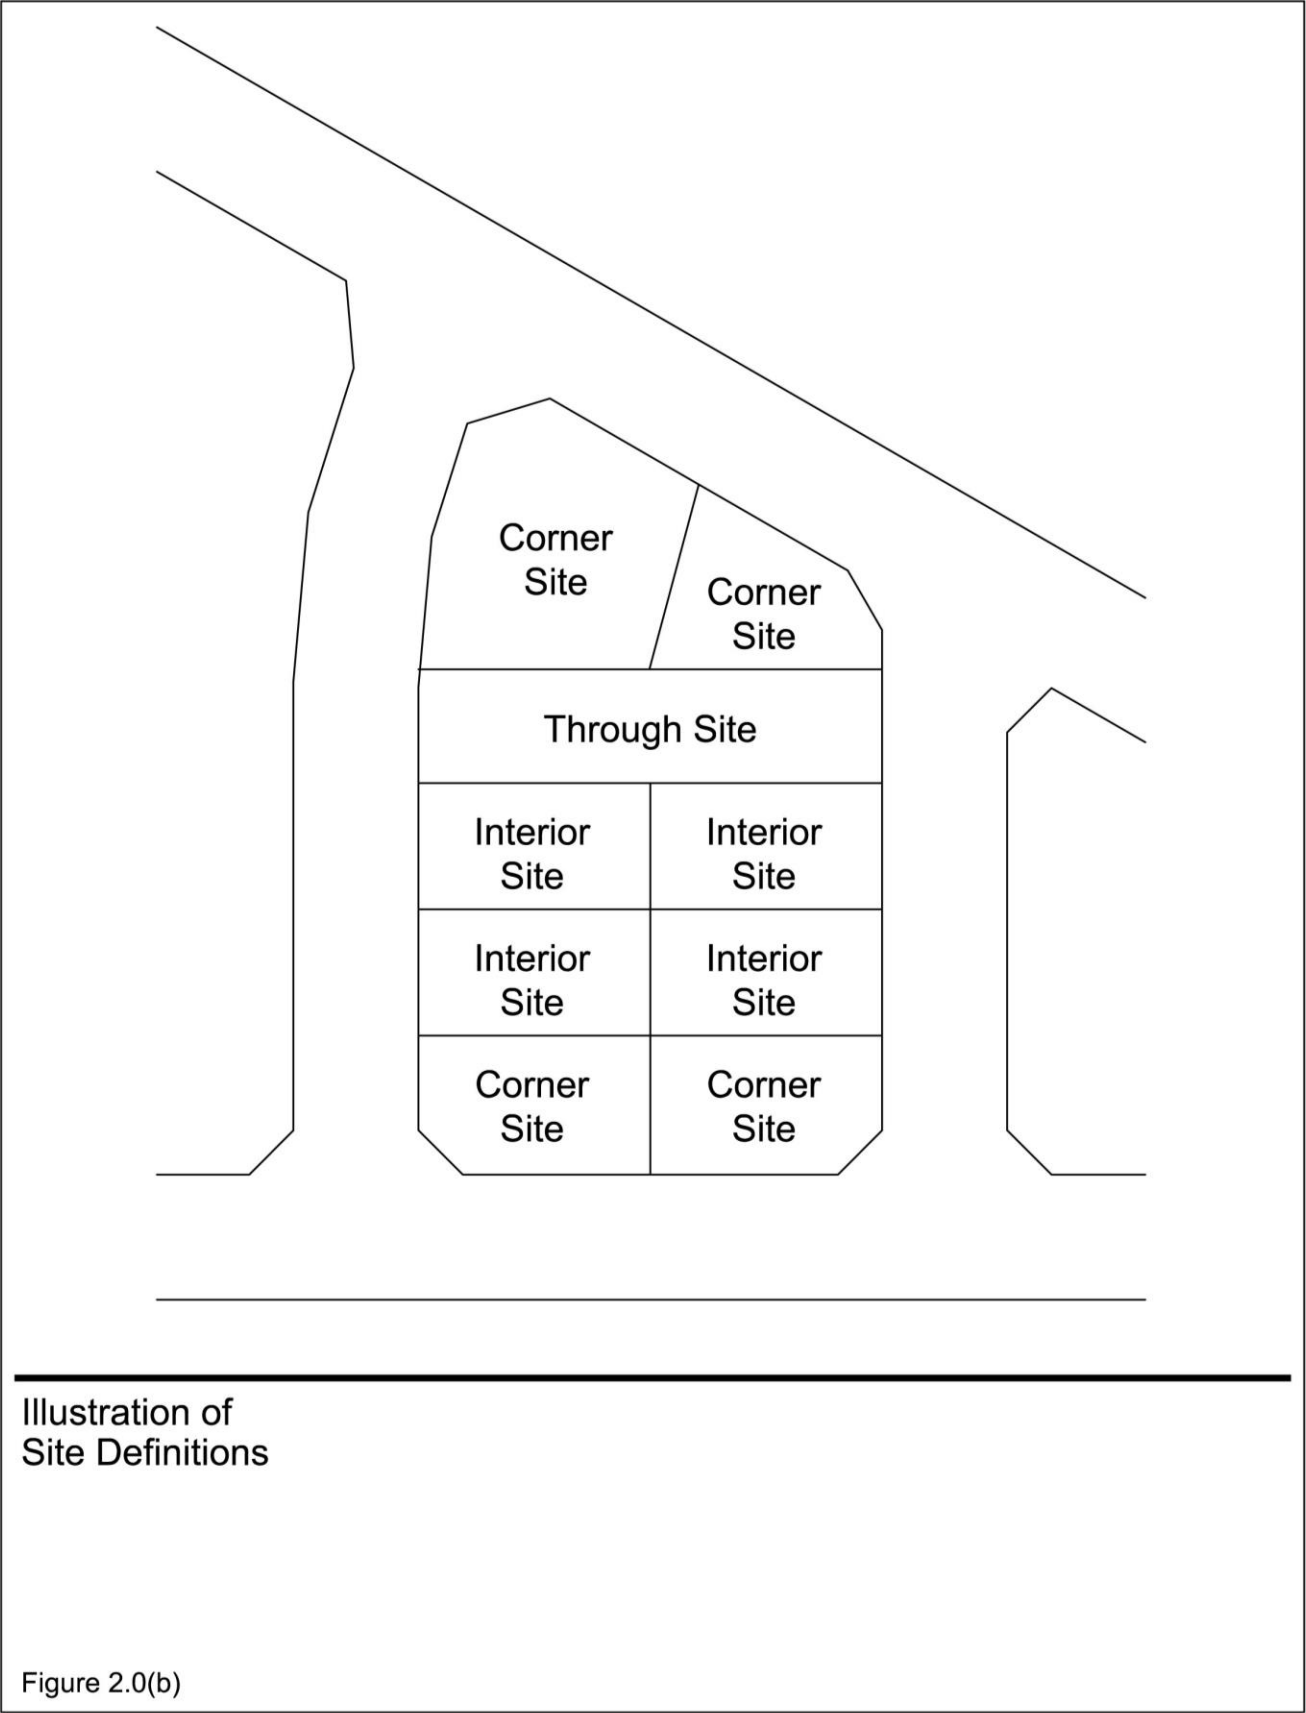 Corner
Site
Corner
Site
Through Site
Interior
Site
Interior
Site
Interior
Site
Interior
Site
Corner
Site
Corner
Site
Illustration of
Site Definitions
Figure 2.0(b)